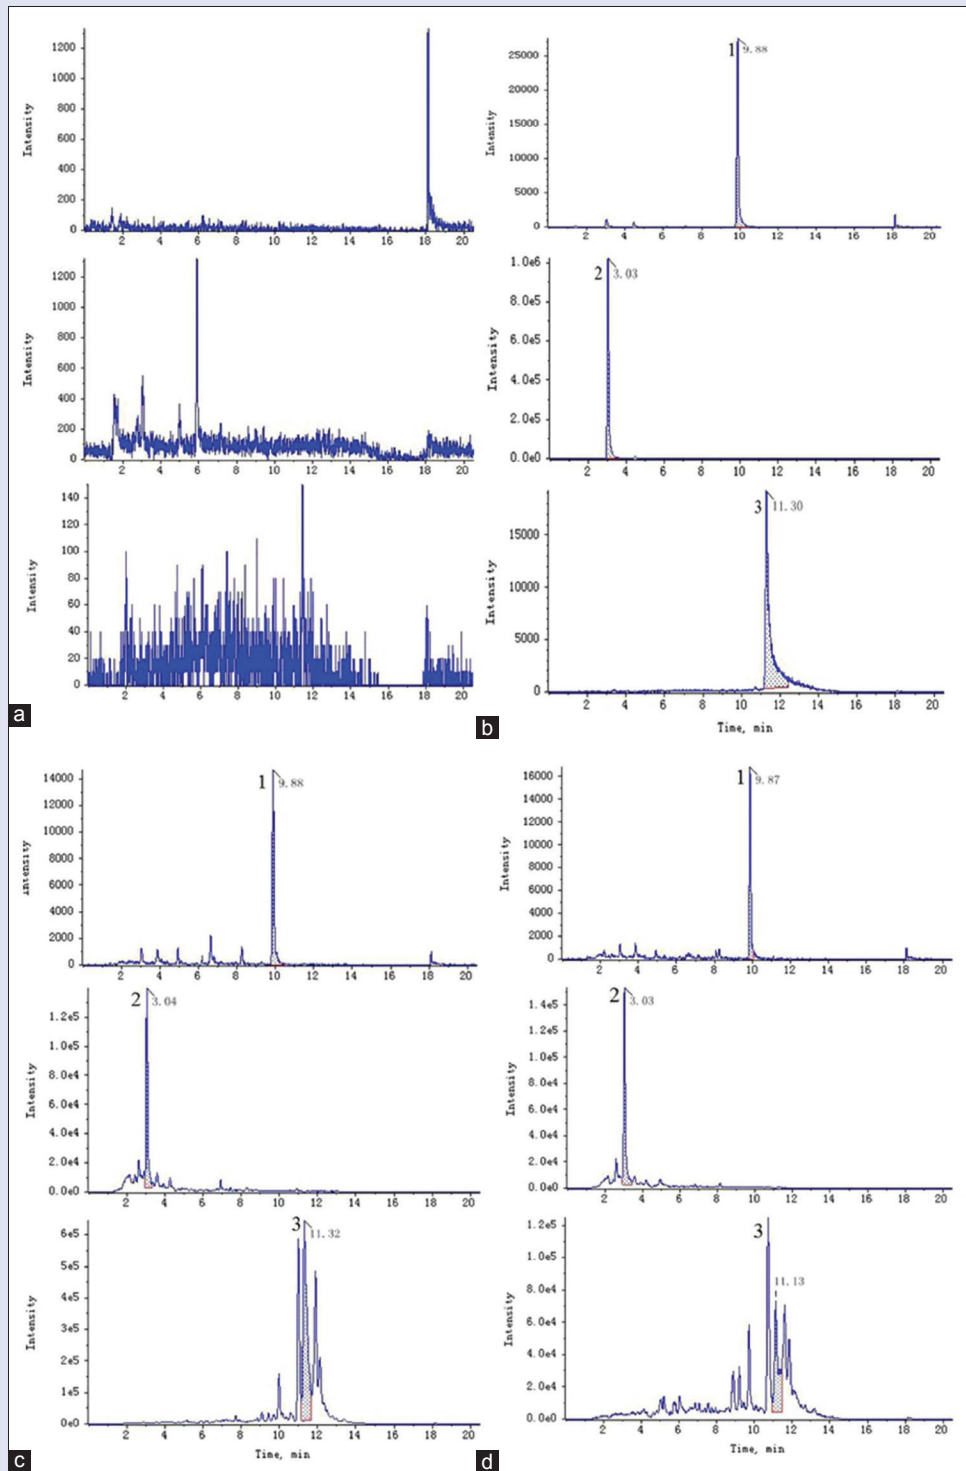 Intensity
1200
1000
800
600
400
200
0
2 4 6 8 10 12 14 16 18 20
Intensity
1200
1000
800
600
400
200
0
2 4 6 8 10 12 14 16 18 20
Intensity
140
120
100
80
60
40
20
0
2 4 6 8 10 12 14 16 18 20
a
Intensity
25000
20000
15000
10000
5000
0
1 9.88
2 4 6 8 10 12 14 16 18 20
Intensity
1.0e6
8.0e5
6.0e5
4.0e5
2.0e5
0.0e0
2 3.03
2 4 6 8 10 12 14 16 18 20
Intensity
15000
10000
5000
0
3 11.30
2 4 6 8 10 12 14 16 18 20
Time, min
b
Intensity
14000
12000
10000
8000
6000
4000
2000
0
1 9.88
2 4 6 8 10 12 14 16 18 20
Intensity
1.2e5
1.0e5
8.0e4
6.0e4
4.0e4
2.0e4
0.0e0
2 3.04
2 4 6 8 10 12 14 16 18 20
Intensity
6e5
5e5
4e5
3e5
2e5
1e5
0e0
3 11.32
2 4 6 8 10 12 14 16 18 20
Time, min
c
Intensity
16000
14000
12000
10000
8000
6000
4000
2000
0
1 9.87
2 4 6 8 10 12 14 16 18 20
Intensity
1.4e5
1.2e5
1.0e5
8.0e4
6.0e4
4.0e4
2.0e4
0.0e0
2 3.03
2 4 6 8 10 12 14 16 18 20
Intensity
1.2e5
1.0e5
8.0e4
6.0e4
4.0e4
2.0e4
0.0e0
3
11.13
2 4 6 8 10 12 14 16 18 20
Time, min
d